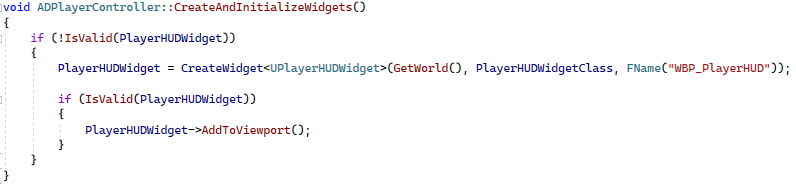 void ADPlayerController::CreateAndInitializeWidgets()
{
    if (!IsValid(PlayerHUDWidget))
    {
        PlayerHUDWidget = CreateWidget<UPlayerHUDWidget>(GetWorld(), PlayerHUDWidgetClass, FName("WBP_PlayerHUD"));

        if (IsValid(PlayerHUDWidget))
        {
            PlayerHUDWidget->AddToViewport();
        }
    }
}